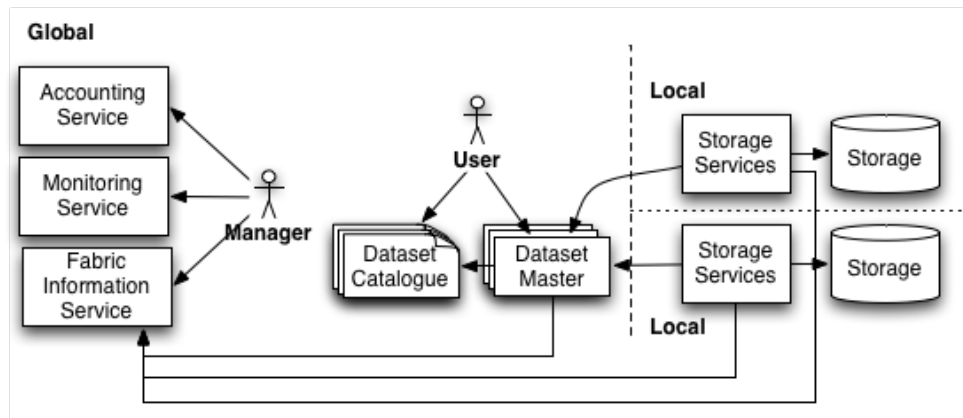 Global
Accounting
Service
Monitoring
Service
Fabric
Information
Service
Manager
User
Dataset
Catalogue
Dataset
Master
Local
Storage
Services
Storage
Storage
Services
Storage
Local